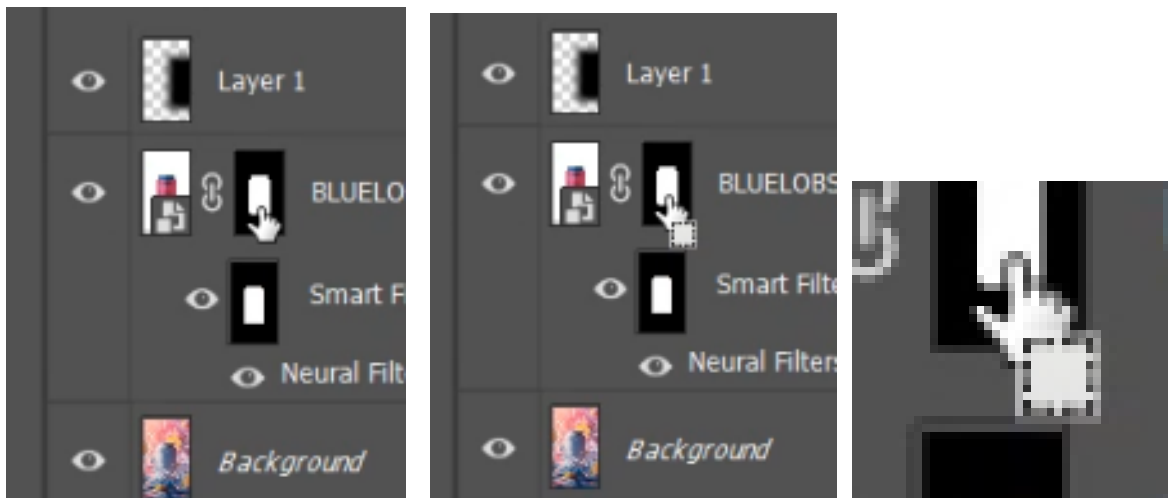 Layer 1
BLUELO
Smart F
Neural Filt
Background
Layer 1
BLUELOBS
Smart Filte
Neural Filters
Background